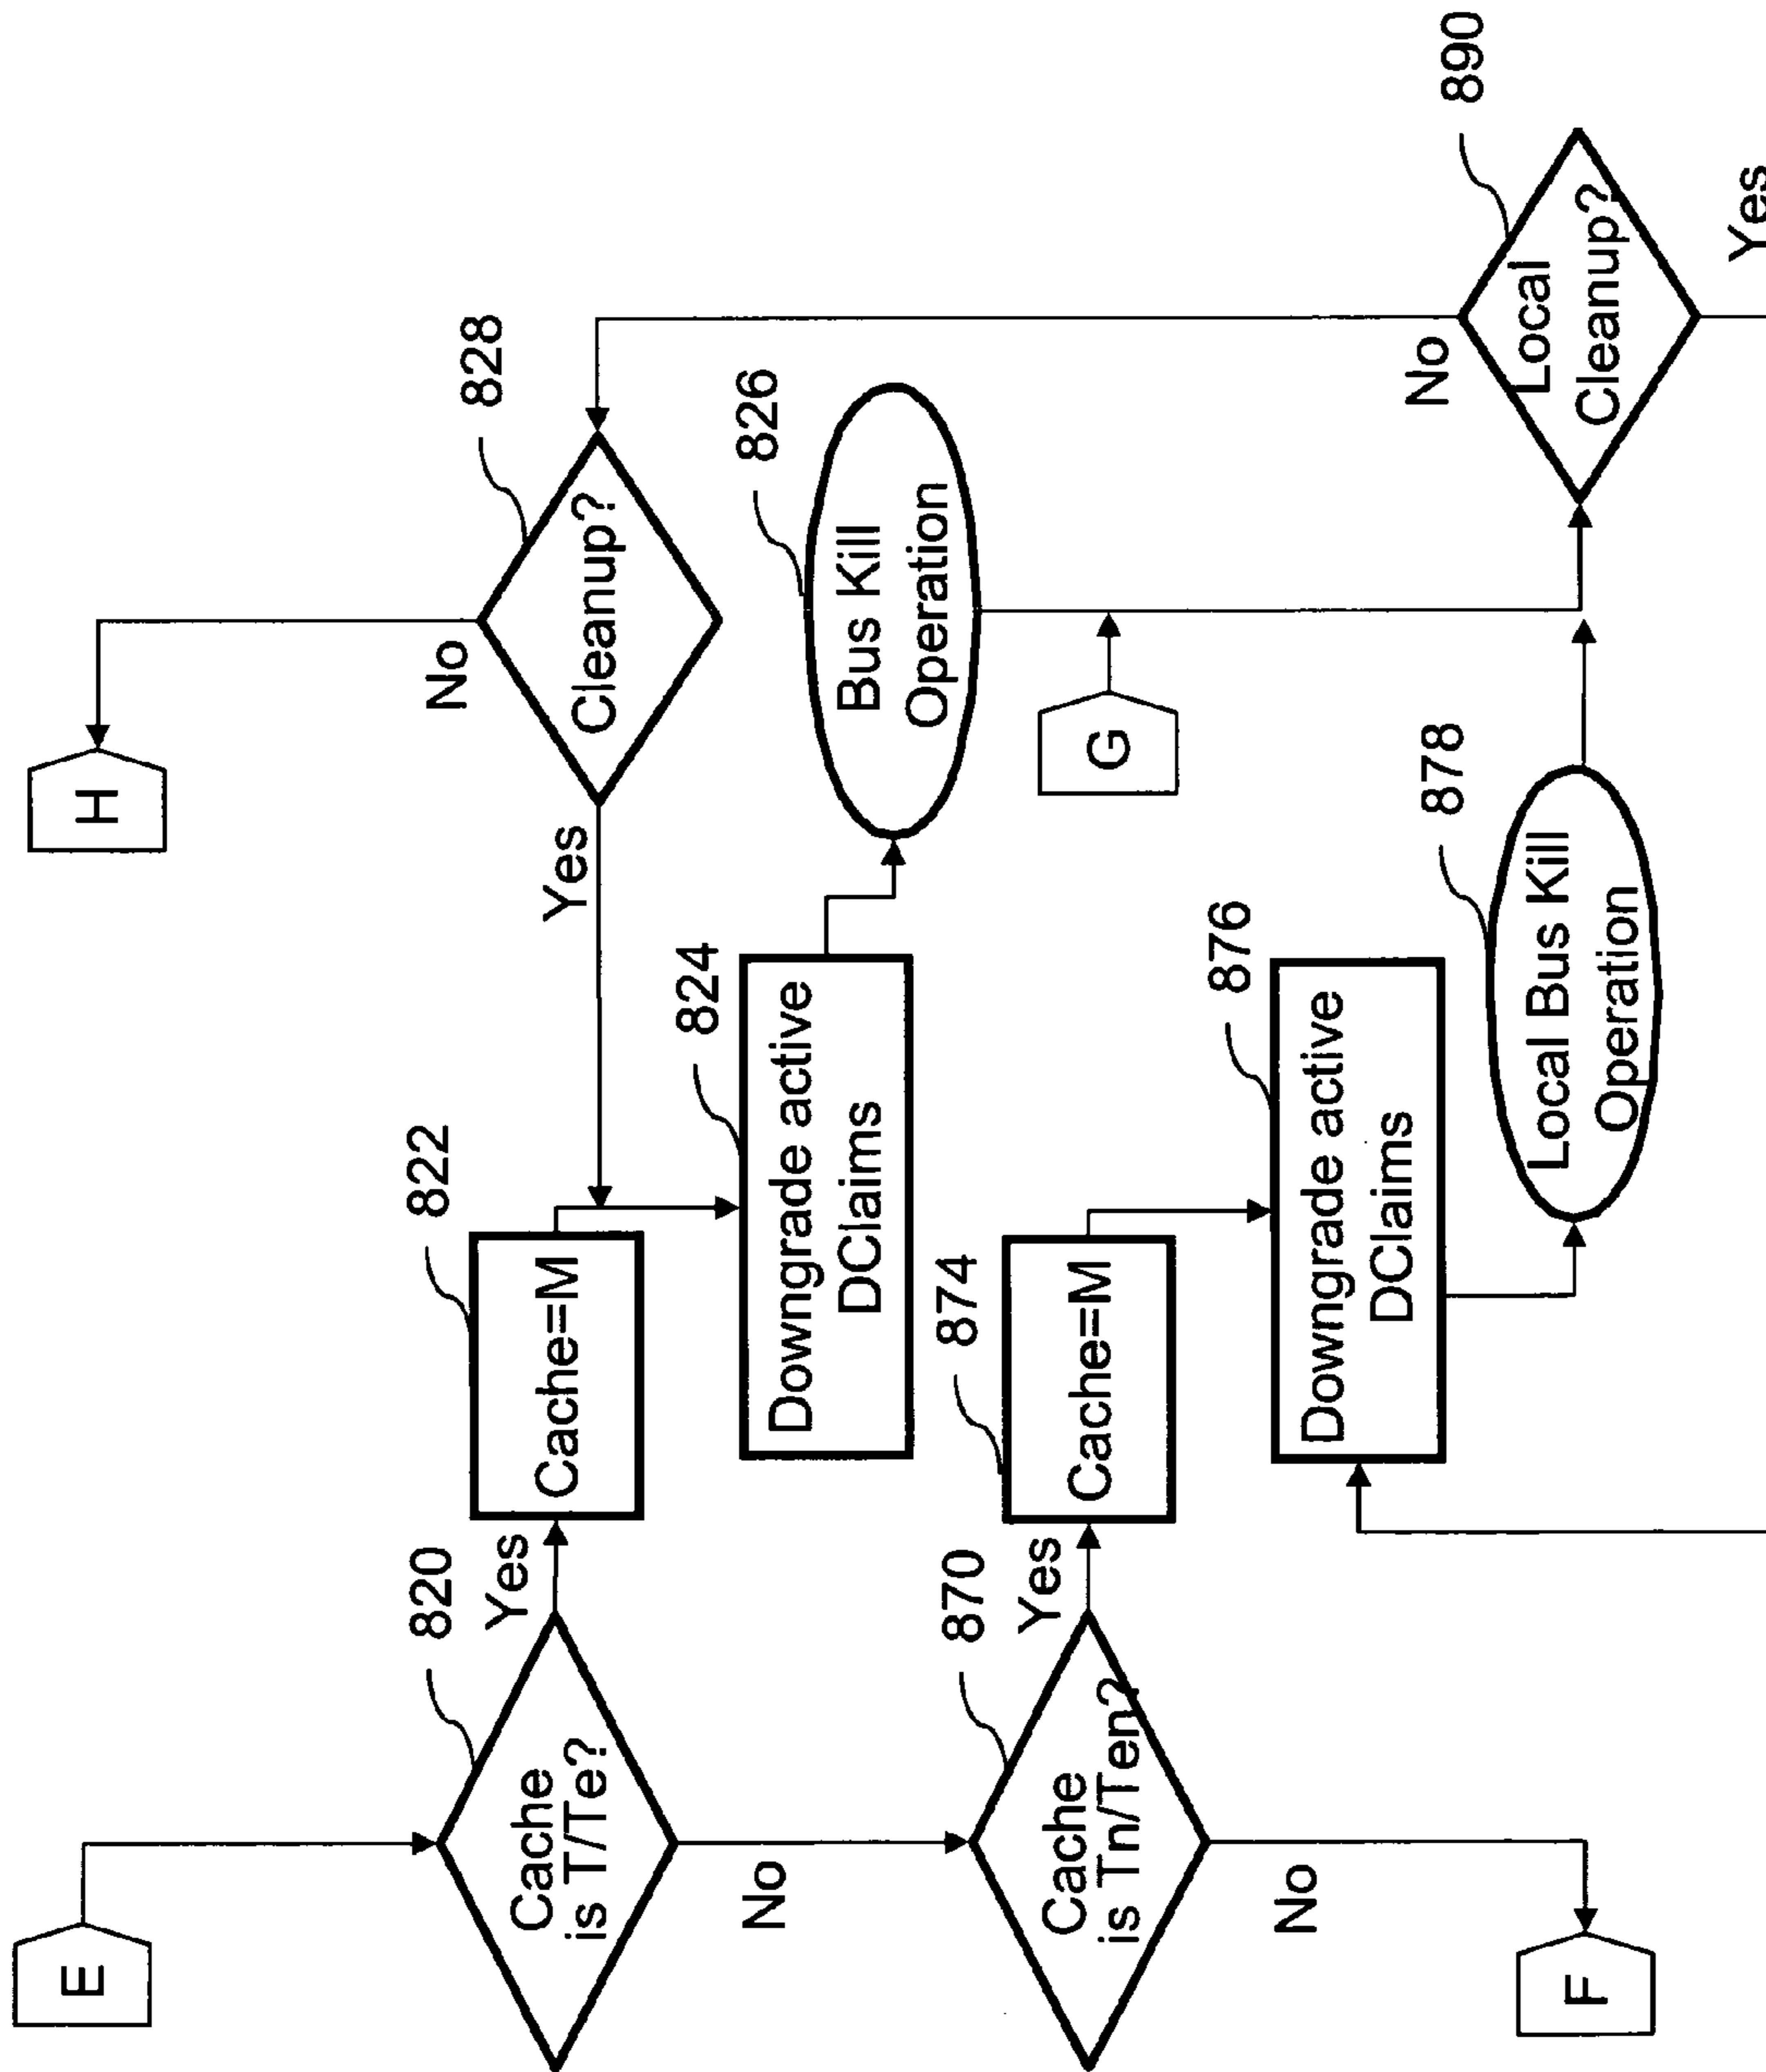 E
820
Cache
is T/Te?
Yes
No
822
Cache=M
824
Downgrade active
DClaims
Yes
828
Cleanup?
No
H
826
Bus Kill
Operation
G
870
Cache
is Tn/Ten?
Yes
No
F
874
Cache=M
876
Downgrade active
DClaims
878
Local Bus Kill
Operation
890
Local
Cleanup?
No
Yes